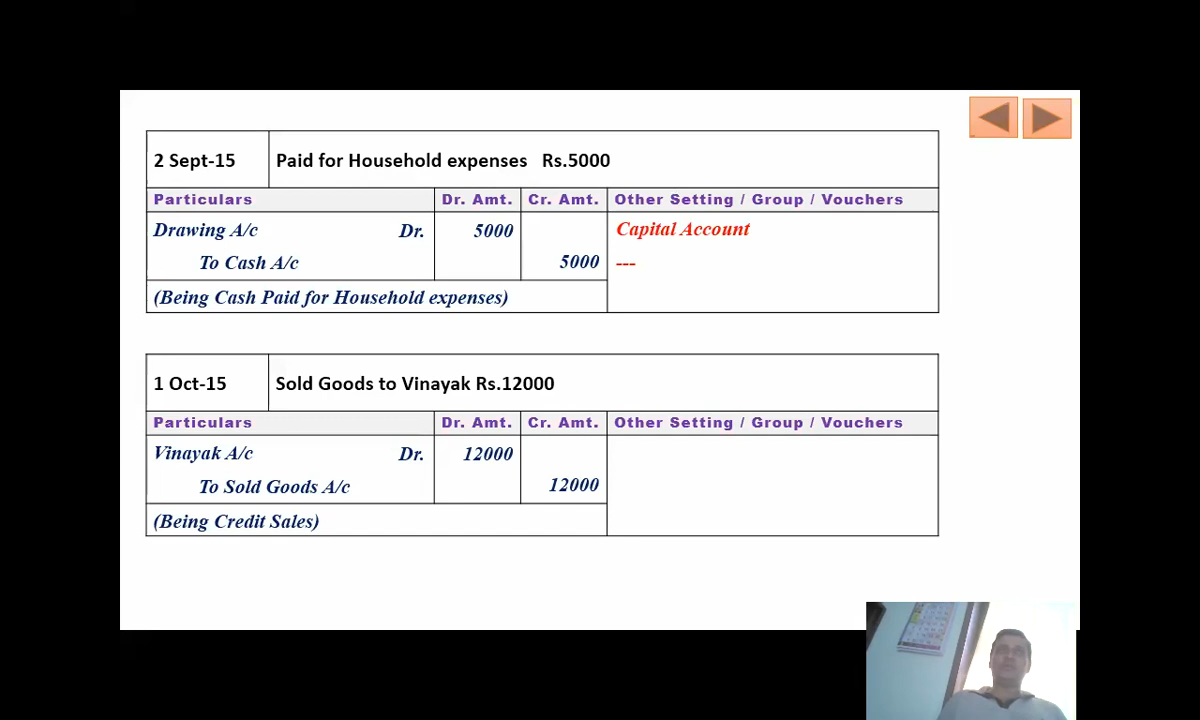 2 Sept-15 Paid for Household expenses Rs.5000
Particulars Dr. Amt. Cr. Amt. Other Setting / Group / Vouchers
Drawing A/c Dr. 5000 Capital Account
To Cash A/c 5000 ---
(Being Cash Paid for Household expenses)
1 Oct-15 Sold Goods to Vinayak Rs.12000
Particulars Dr. Amt. Cr. Amt. Other Setting / Group / Vouchers
Vinayak A/c Dr. 12000
To Sold Goods A/c 12000
(Being Credit Sales)